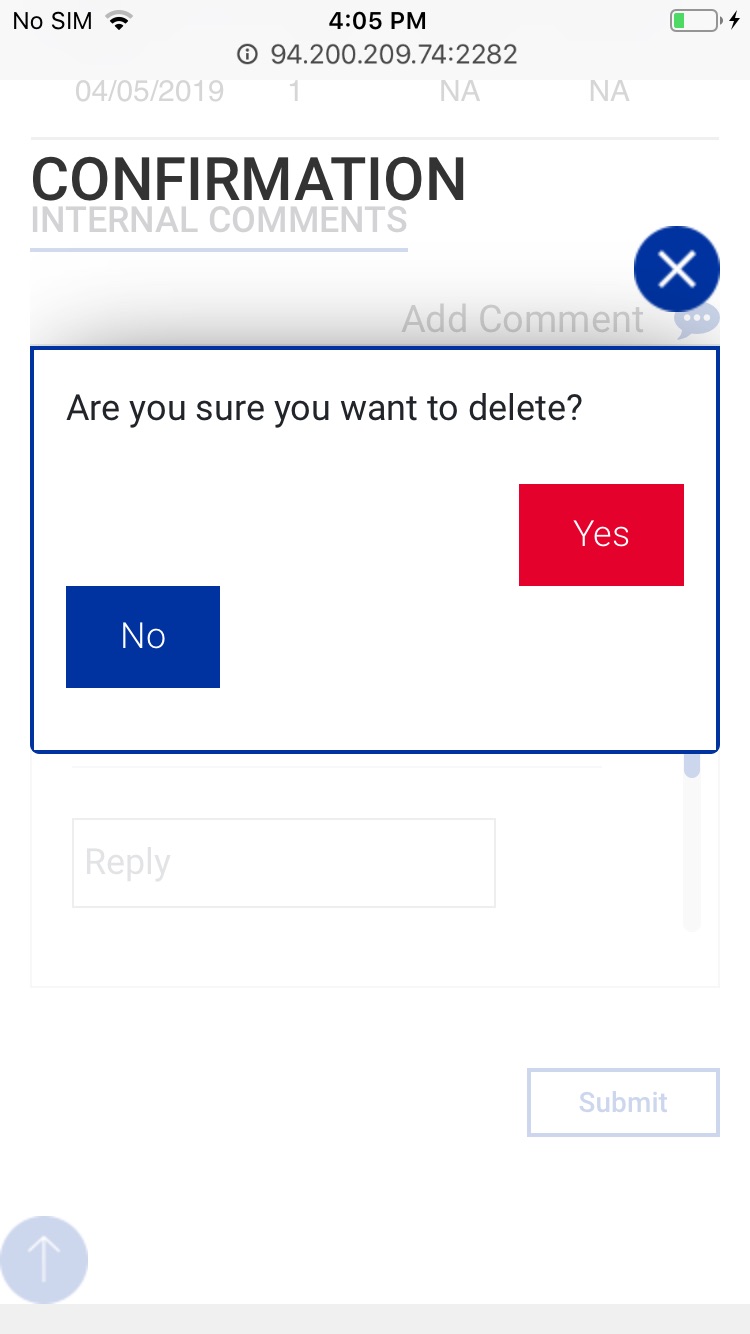 No SIM 4:05 PM
94.200.209.74:2282
04/05/2019 1 NA NA
CONFIRMATION
INTERNAL COMMENTS
Add Comment
Are you sure you want to delete?
Yes
No
Reply
Submit